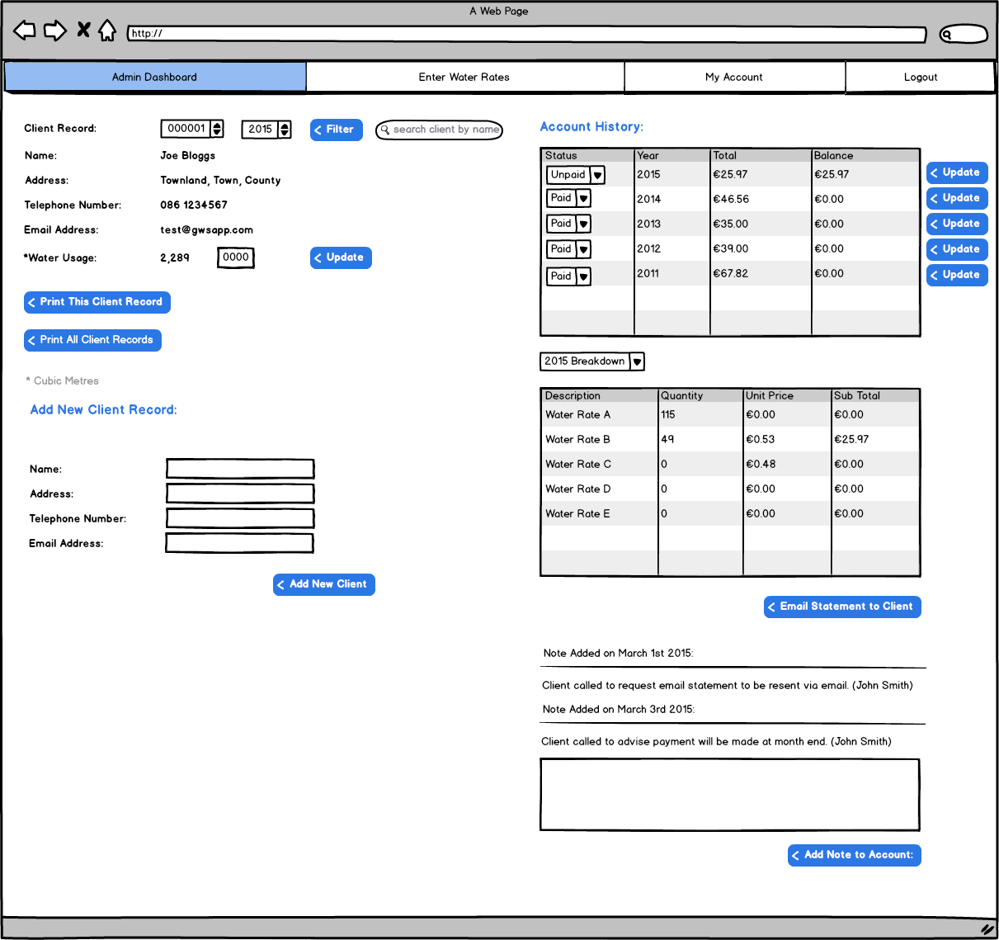 A Web Page
http://
Admin Dashboard Enter Water Rates My Account Logout
Client Record: 000001 2015 Filter search client by name
Name: Joe Bloggs
Address: Townland, Town, County
Telephone Number: 086 1234567
Email Address: test@gwsapp.com
*Water Usage: 2,289 0000 Update
Print This Client Record
Print All Client Records
* Cubic Metres
Add New Client Record:
Name:
Address:
Telephone Number:
Email Address:
Add New Client
Account History:
Status Year Total Balance
Unpaid 2015 €25.97 €25.97 Update
Paid 2014 €46.56 €0.00 Update
Paid 2013 €35.00 €0.00 Update
Paid 2012 €39.00 €0.00 Update
Paid 2011 €67.82 €0.00 Update
2015 Breakdown
Description Quantity Unit Price Sub Total
Water Rate A 115 €0.00 €0.00
Water Rate B 49 €0.53 €25.97
Water Rate C 0 €0.48 €0.00
Water Rate D 0 €0.00 €0.00
Water Rate E 0 €0.00 €0.00
Email Statement to Client
Note Added on March 1st 2015:
Client called to request email statement to be resent via email. (John Smith)
Note Added on March 3rd 2015:
Client called to advise payment will be made at month end. (John Smith)
Add Note to Account: